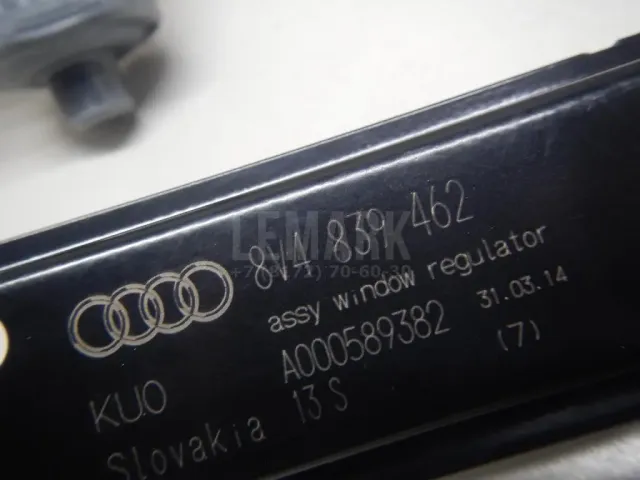 8V4 839 462
assy window regulator
A000589382 31.03.14
KUO (7)
Slovakia 13 S
LEMARK